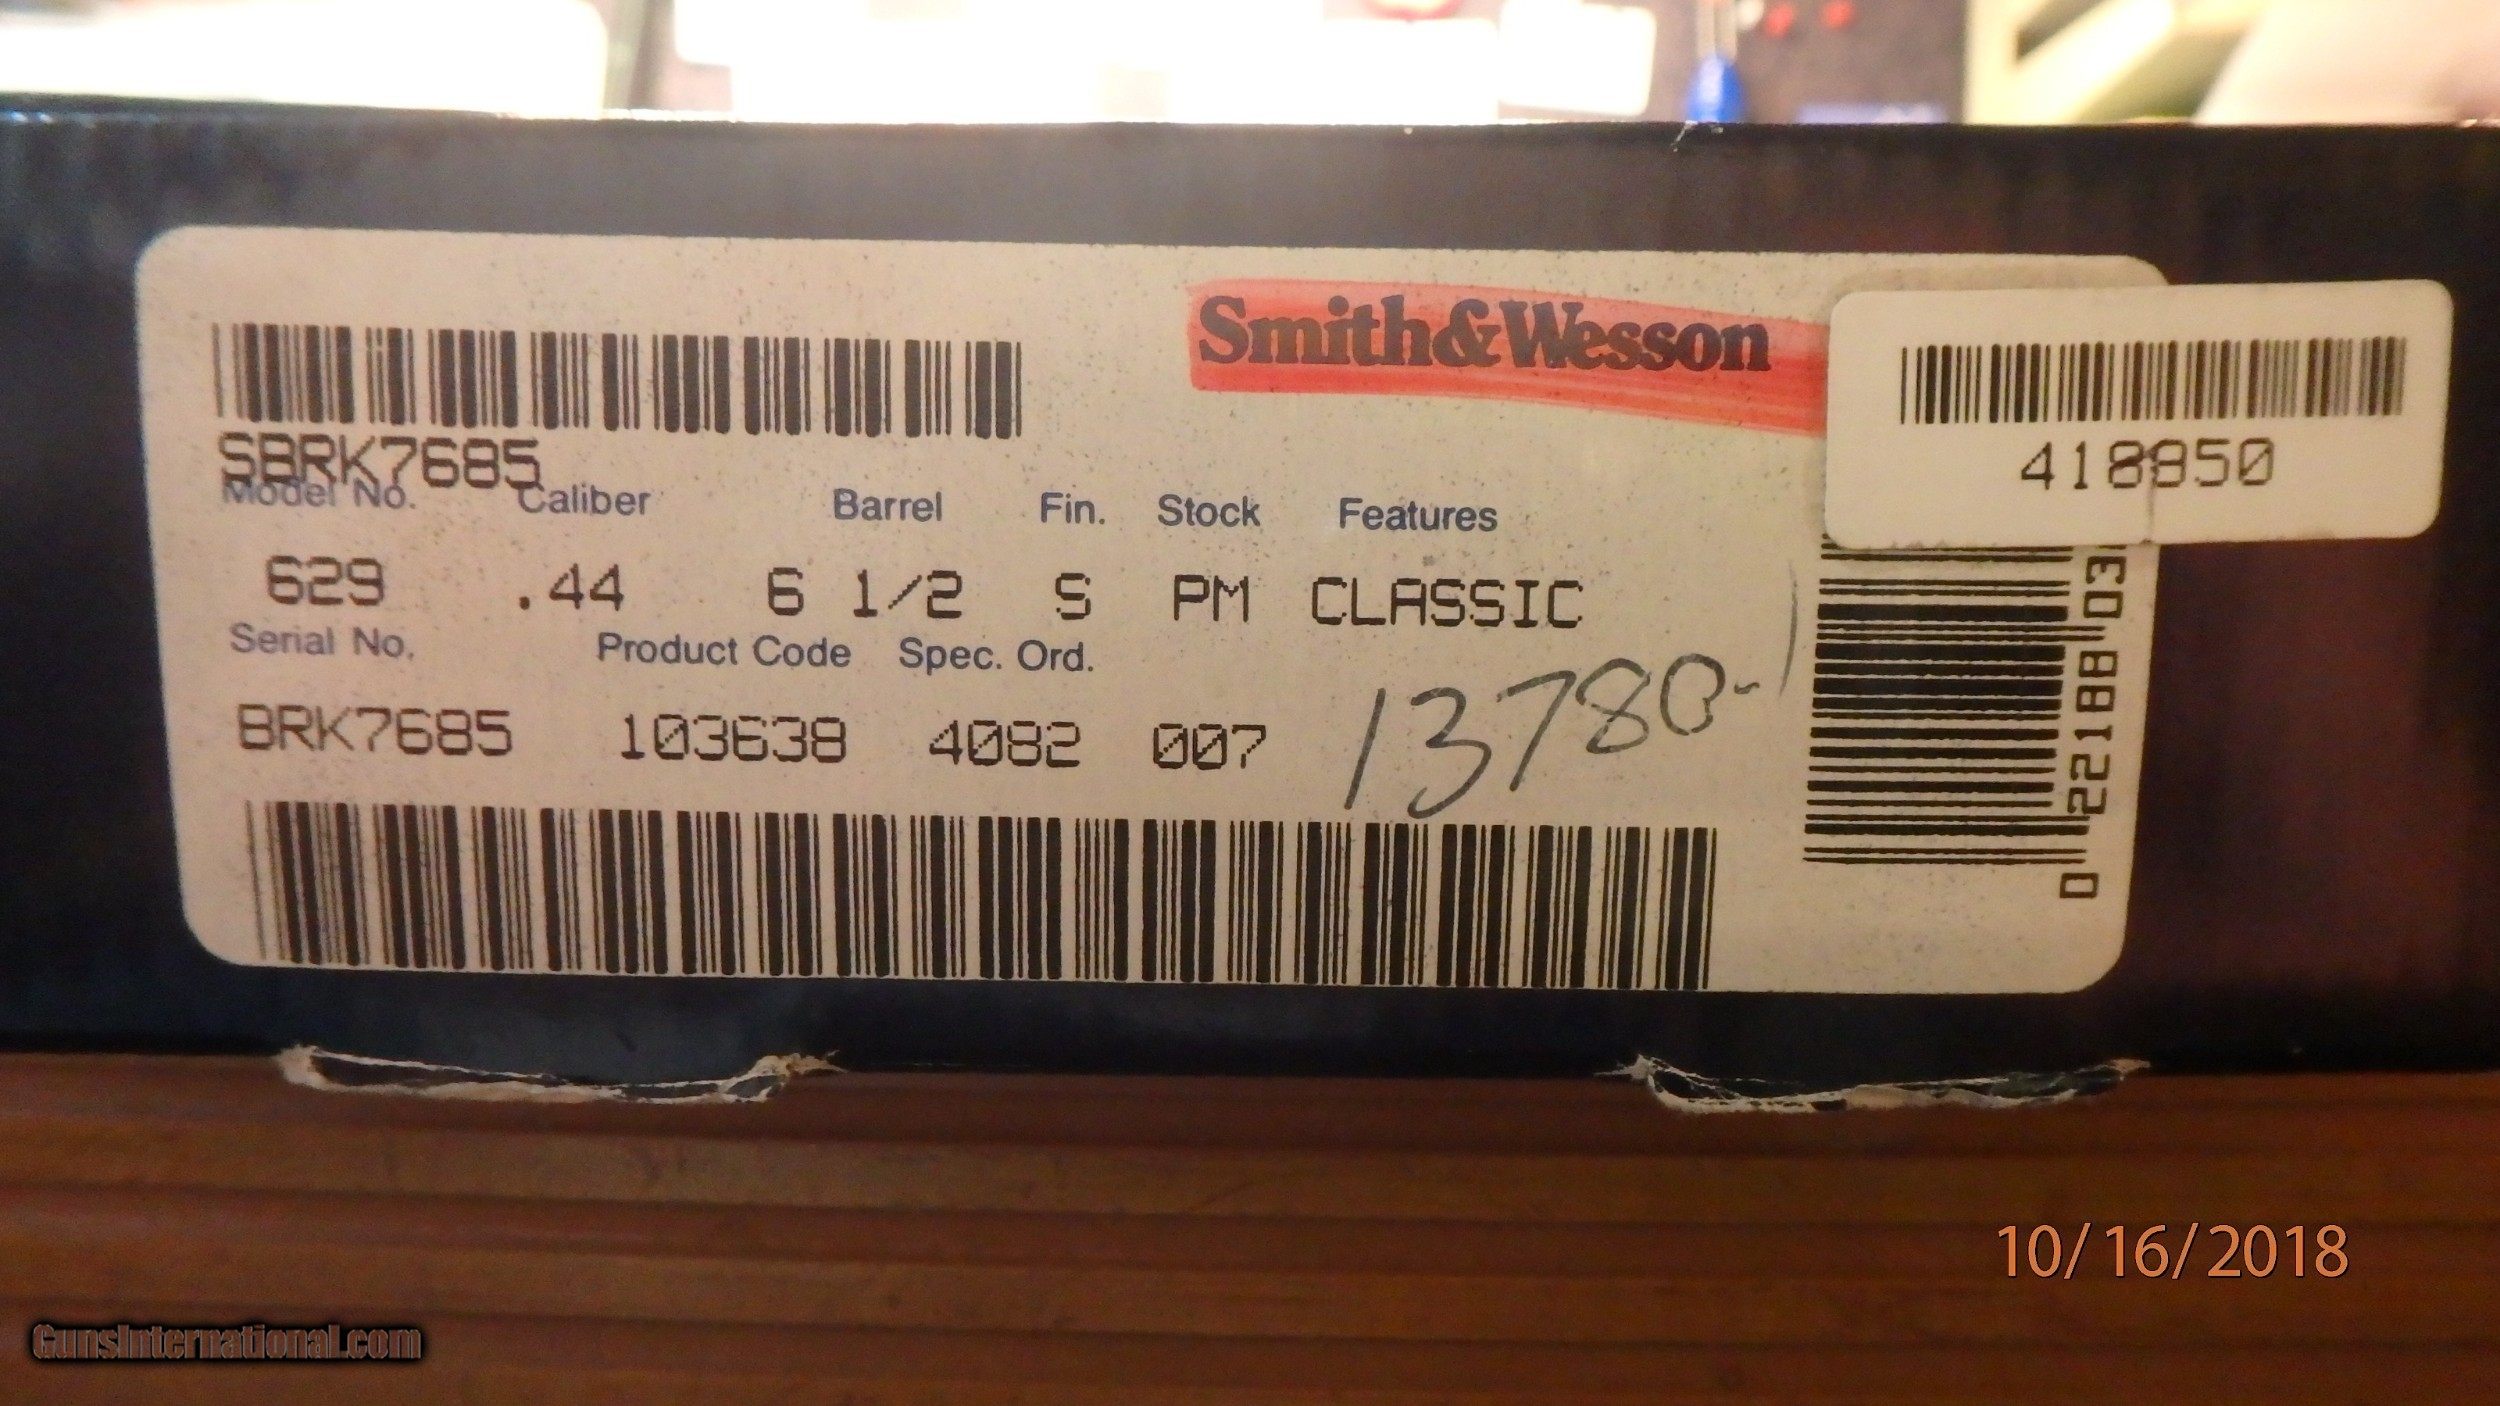 Smith&Wesson
SBRK7685
418850
Model No. Caliber Barrel Fin. Stock Features
629 .44 6 1/2 S PM CLASSIC
Serial No. Product Code Spec. Ord.
BRK7685 103638 4082 007
13780-1
0 22188 03
10/16/2018
GunsInternational.com